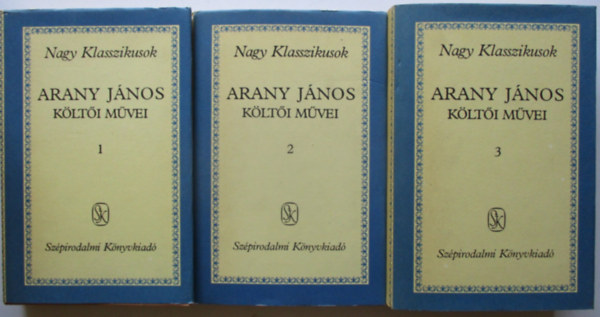 Nagy Klasszikusok
ARANY JÁNOS
KÖLTŐI MŰVEI
1
Szépirodalmi Könyvkiadó
Nagy Klasszikusok
ARANY JÁNOS
KÖLTŐI MŰVEI
2
Szépirodalmi Könyvkiadó
Nagy Klasszikusok
ARANY JÁNOS
KÖLTŐI MŰVEI
3
Szépirodalmi Könyvkiadó